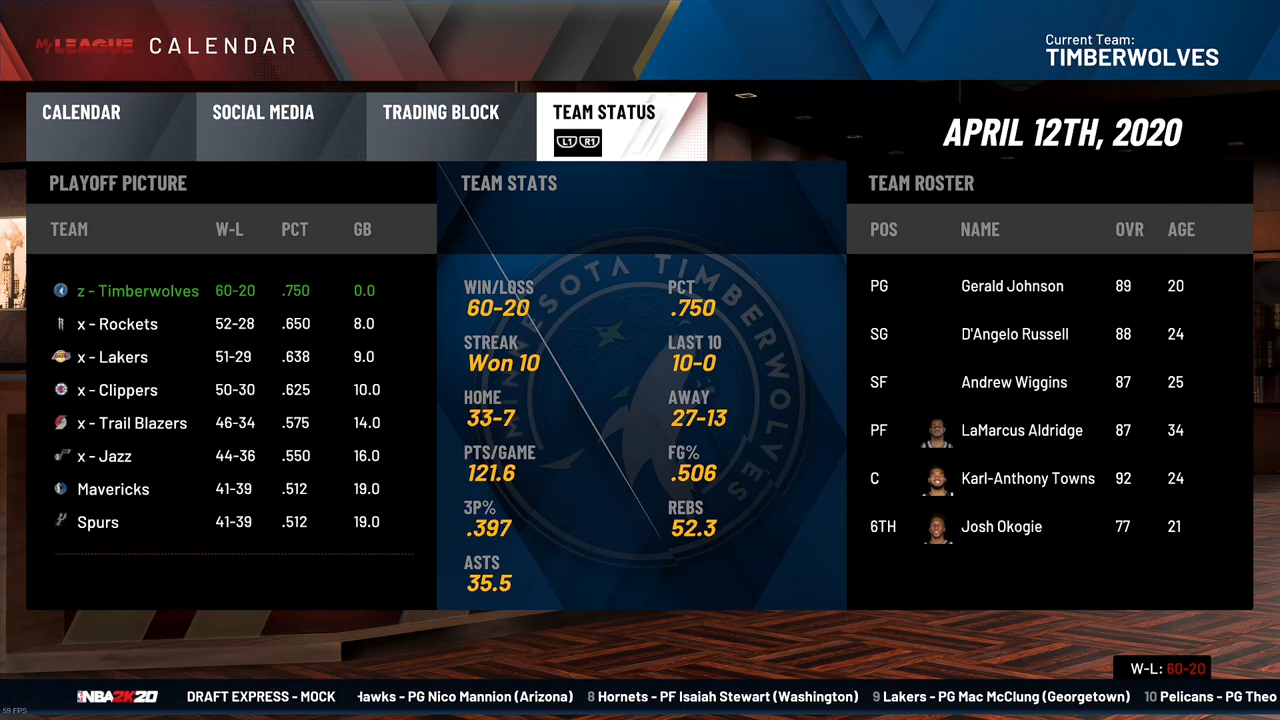 MyLEAGUE CALENDAR
Current Team:
TIMBERWOLVES
CALENDAR
SOCIAL MEDIA
TRADING BLOCK
TEAM STATUS
L1 R1
APRIL 12TH, 2020
PLAYOFF PICTURE
TEAM W-L PCT GB
z - Timberwolves 60-20 .750 0.0
x - Rockets 52-28 .650 8.0
x - Lakers 51-29 .638 9.0
x - Clippers 50-30 .625 10.0
x - Trail Blazers 46-34 .575 14.0
x - Jazz 44-36 .550 16.0
Mavericks 41-39 .512 19.0
Spurs 41-39 .512 19.0
TEAM STATS
MINNESOTA TIMBERWOLVES
WIN/LOSS PCT
60-20 .750
STREAK LAST 10
Won 10 10-0
HOME AWAY
33-7 27-13
PTS/GAME FG%
121.6 .506
3P% REBS
.397 52.3
ASTS
35.5
TEAM ROSTER
POS NAME OVR AGE
PG Gerald Johnson 89 20
SG D'Angelo Russell 88 24
SF Andrew Wiggins 87 25
PF LaMarcus Aldridge 87 34
C Karl-Anthony Towns 92 24
6TH Josh Okogie 77 21
W-L: 60-20
NBA 2K20 DRAFT EXPRESS - MOCK Hawks - PG Nico Mannion (Arizona) 8 Hornets - PF Isaiah Stewart (Washington) 9 Lakers - PG Mac McClung (Georgetown) 10 Pelicans - PG Theo
59 FPS